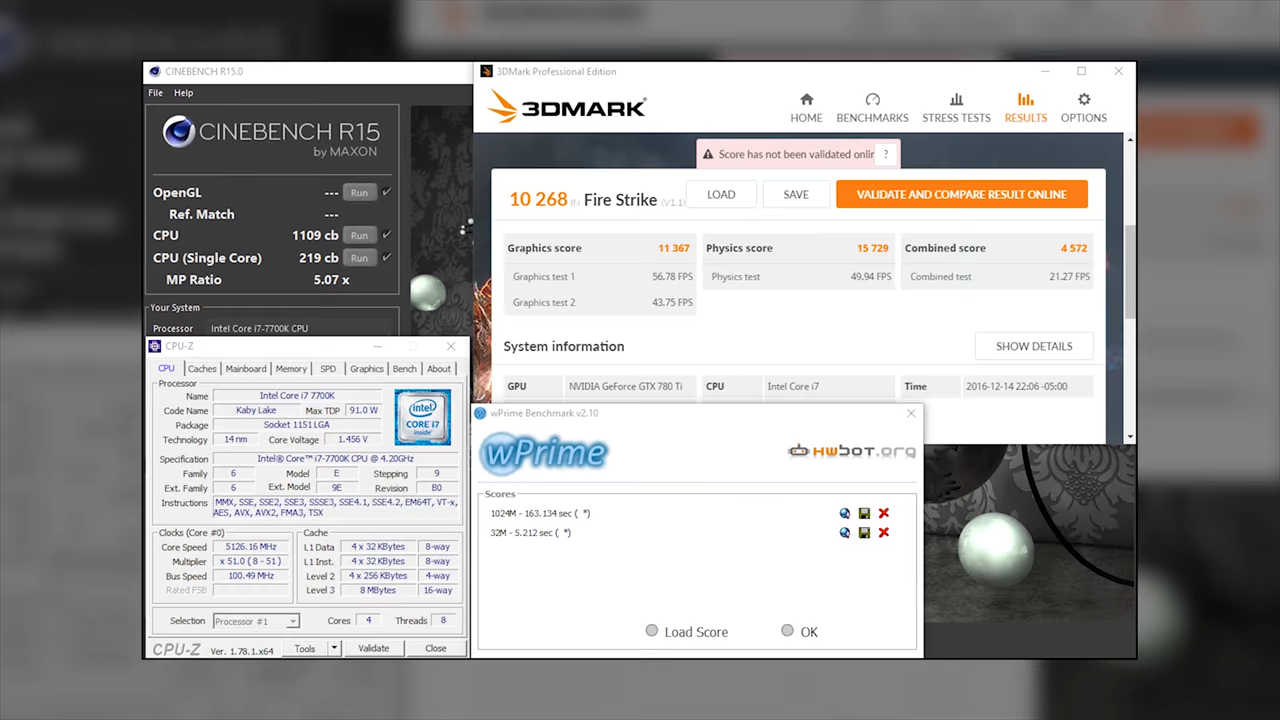 CINEBENCH R15.0
File Help
CINEBENCH R15
by MAXON
OpenGL --- Run
Ref. Match ---
CPU 1109 cb Run
CPU (Single Core) 219 cb Run
MP Ratio 5.07 x
Your System
Processor Intel Core i7-7700K CPU
3DMark Professional Edition
3DMARK
HOME BENCHMARKS STRESS TESTS RESULTS OPTIONS
Score has not been validated onlin ?
10 268 IN Fire Strike (V1.1) LOAD SAVE VALIDATE AND COMPARE RESULT ONLINE
Graphics score 11 367 Physics score 15 729 Combined score 4 572
Graphics test 1 56.78 FPS Physics test 49.94 FPS Combined test 21.27 FPS
Graphics test 2 43.75 FPS
System information SHOW DETAILS
GPU NVIDIA GeForce GTX 780 Ti CPU Intel Core i7 Time 2016-12-14 22:06 -05:00
CPU-Z
CPU Caches Mainboard Memory SPD Graphics Bench About
Processor
Name Intel Core i7 7700K
Code Name Kaby Lake Max TDP 91.0 W
Package Socket 1151 LGA
Technology 14 nm Core Voltage 1.456 V
intel
CORE i7
inside
Specification Intel® Core™ i7-7700K CPU @ 4.20GHz
Family 6 Model E Stepping 9
Ext. Family 6 Ext. Model 9E Revision B0
Instructions MMX, SSE, SSE2, SSE3, SSSE3, SSE4.1, SSE4.2, EM64T, VT-x,
AES, AVX, AVX2, FMA3, TSX
Clocks (Core #0) Cache
Core Speed 5126.16 MHz L1 Data 4 x 32 KBytes 8-way
Multiplier x 51.0 ( 8 - 51 ) L1 Inst. 4 x 32 KBytes 8-way
Bus Speed 100.49 MHz Level 2 4 x 256 KBytes 4-way
Rated FSB Level 3 8 MBytes 16-way
Selection Processor #1 Cores 4 Threads 8
CPU-Z Ver. 1.78.1.x64 Tools Validate Close
wPrime Benchmark v2.10
wPrime hwbot.org
Scores
1024M - 163.134 sec ( *)
32M - 5.212 sec ( *)
Load Score OK